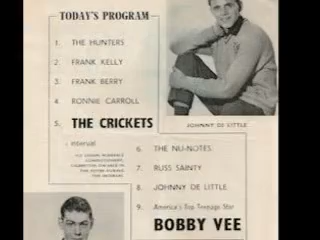 TODAY'S PROGRAM
1. THE HUNTERS
2. FRANK KELLY
3. FRANK BERRY
4. RONNIE CARROLL
5. THE CRICKETS
JOHNNY DE LITTLE
- Interval
6. THE NU-NOTES
7. RUSS SAINTY
8. JOHNNY DE LITTLE
9. America's Top Teenage Star
BOBBY VEE